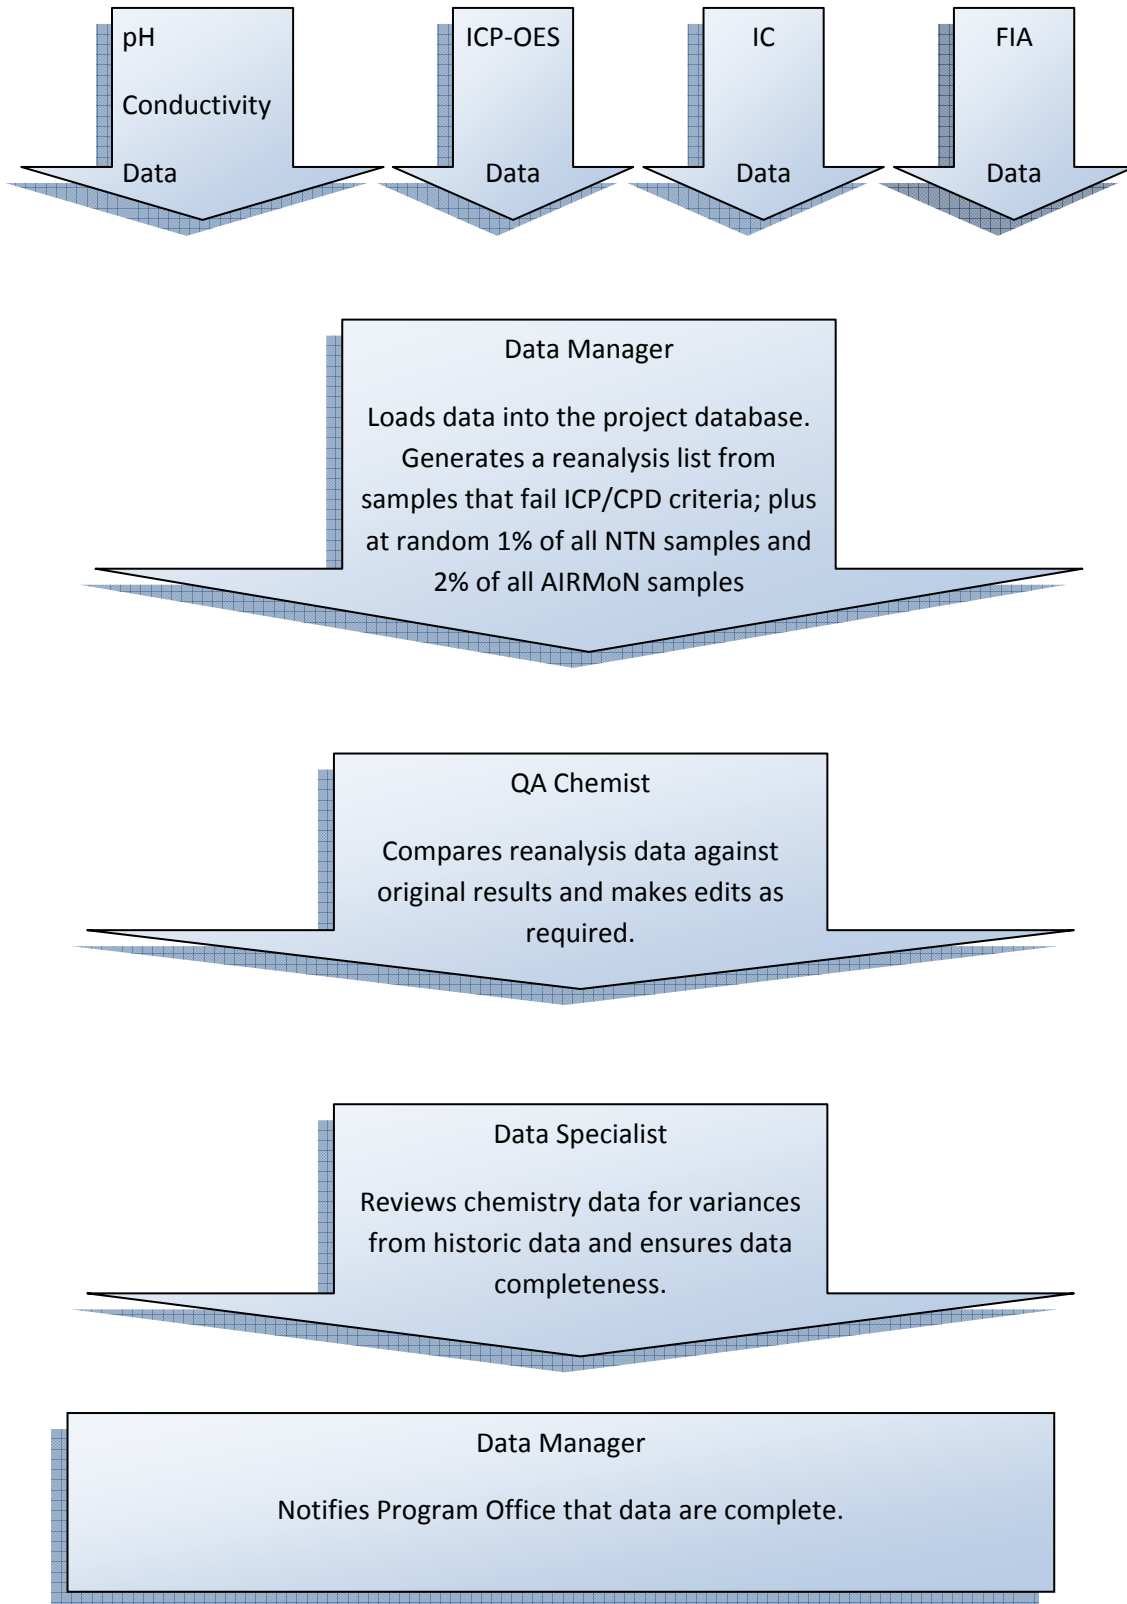 pH
Conductivity
Data
ICP-OES
Data
IC
Data
FIA
Data
Data Manager
Loads data into the project database.
Generates a reanalysis list from
samples that fail ICP/CPD criteria; plus
at random 1% of all NTN samples and
2% of all AIRMoN samples
QA Chemist
Compares reanalysis data against
original results and makes edits as
required.
Data Specialist
Reviews chemistry data for variances
from historic data and ensures data
completeness.
Data Manager
Notifies Program Office that data are complete.